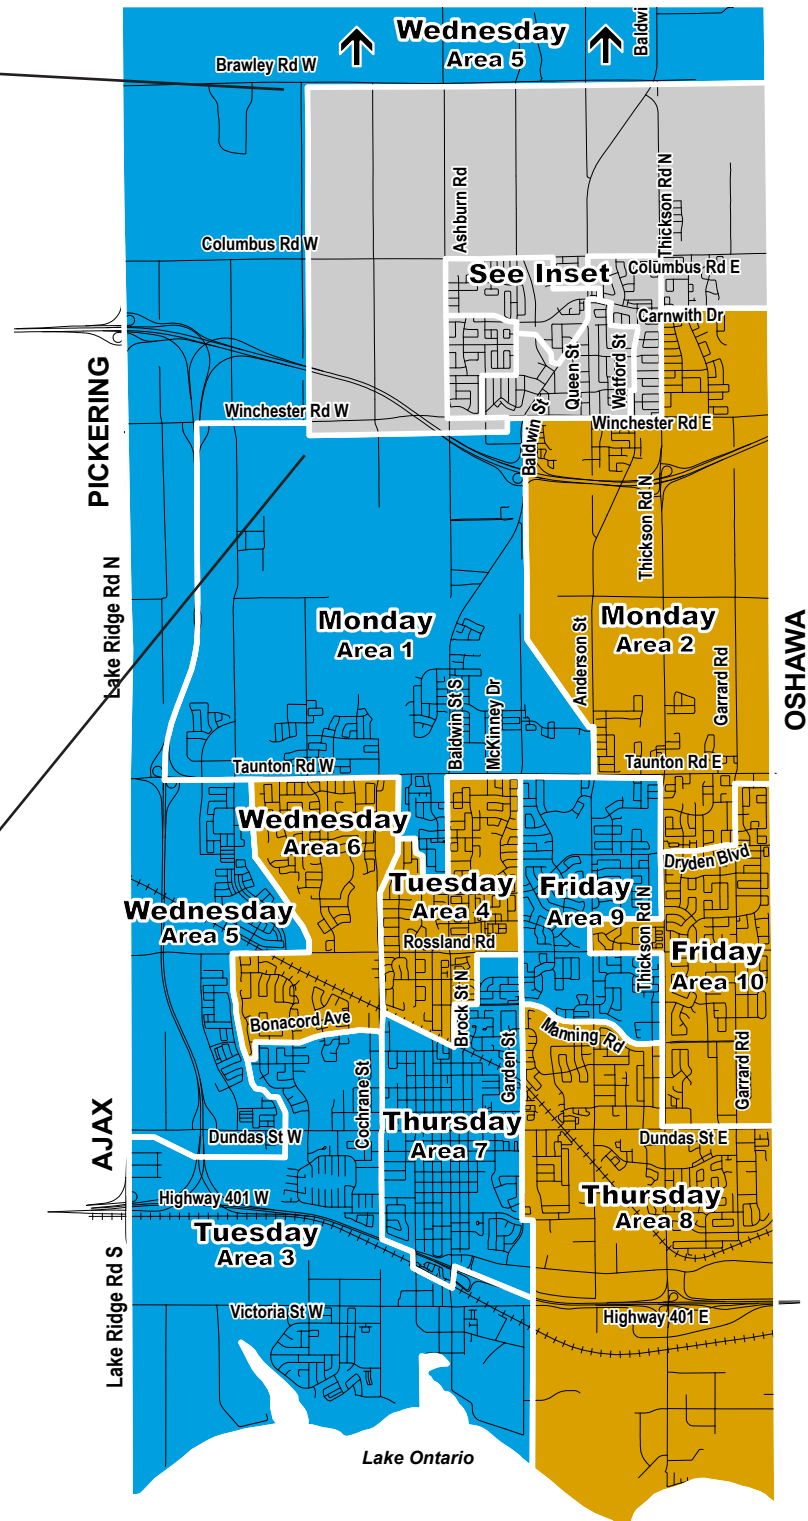 Wednesday
Area 5
Baldwi
Brawley Rd W
Ashburn Rd
Thickson Rd N
Columbus Rd W
See Inset
Columbus Rd E
Carnwith Dr
PICKERING
Queen St
Watford St
Winchester Rd W
Baldwin St
Winchester Rd E
Thickson Rd N
Lake Ridge Rd N
Monday
Area 1
Monday
Area 2
Anderson St
Garrard Rd
OSHAWA
Baldwin St S
McKinney Dr
Taunton Rd W
Taunton Rd E
Wednesday
Area 6
Dryden Blvd
Tuesday
Area 4
Friday
Area 9
Wednesday
Area 5
Thickson Rd N
Rossland Rd
Friday
Area 10
Brock St N
Bonacord Ave
Manning Rd
Garden St
Garrard Rd
Cochrane St
AJAX
Thursday
Area 7
Dundas St W
Dundas St E
Highway 401 W
Thursday
Area 8
Tuesday
Area 3
Lake Ridge Rd S
Victoria St W
Highway 401 E
Lake Ontario